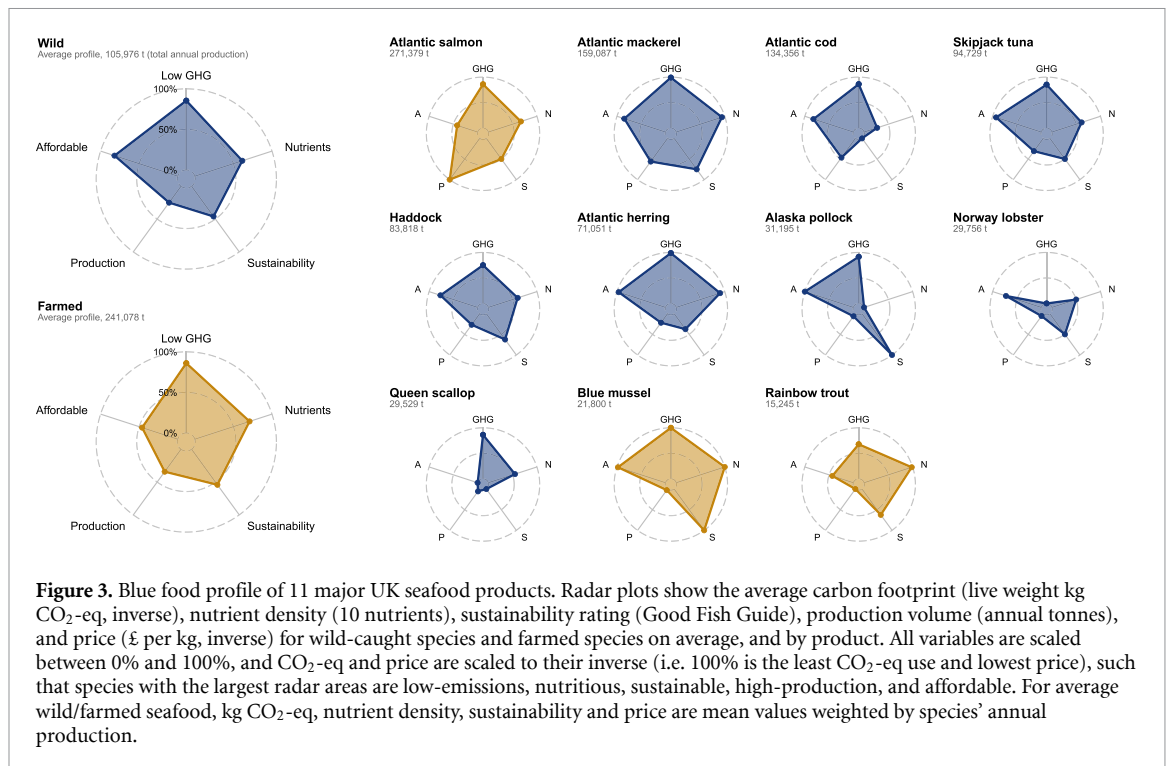 Wild
Average profile, 105,976 t (total annual production)
Low GHG
100%
50%
0%
Affordable
Nutrients
Production
Sustainability
Farmed
Average profile, 241,078 t
Low GHG
100%
50%
0%
Affordable
Nutrients
Production
Sustainability
Atlantic salmon
271,379 t
GHG
A
N
P
S
Atlantic mackerel
159,087 t
GHG
A
N
P
S
Atlantic cod
134,356 t
GHG
A
N
P
S
Skipjack tuna
94,729 t
GHG
A
N
P
S
Haddock
83,818 t
GHG
A
N
P
S
Atlantic herring
71,051 t
GHG
A
N
P
S
Alaska pollock
31,195 t
GHG
A
N
P
S
Norway lobster
29,756 t
GHG
A
N
P
S
Queen scallop
29,529 t
GHG
A
N
P
S
Blue mussel
21,800 t
GHG
A
N
P
S
Rainbow trout
15,245 t
GHG
A
N
P
S
Figure 3. Blue food profile of 11 major UK seafood products. Radar plots show the average carbon footprint (live weight kg
CO₂-eq, inverse), nutrient density (10 nutrients), sustainability rating (Good Fish Guide), production volume (annual tonnes),
and price (£ per kg, inverse) for wild-caught species and farmed species on average, and by product. All variables are scaled
between 0% and 100%, and CO₂-eq and price are scaled to their inverse (i.e. 100% is the least CO₂-eq use and lowest price), such
that species with the largest radar areas are low-emissions, nutritious, sustainable, high-production, and affordable. For average
wild/farmed seafood, kg CO₂-eq, nutrient density, sustainability and price are mean values weighted by species’ annual
production.